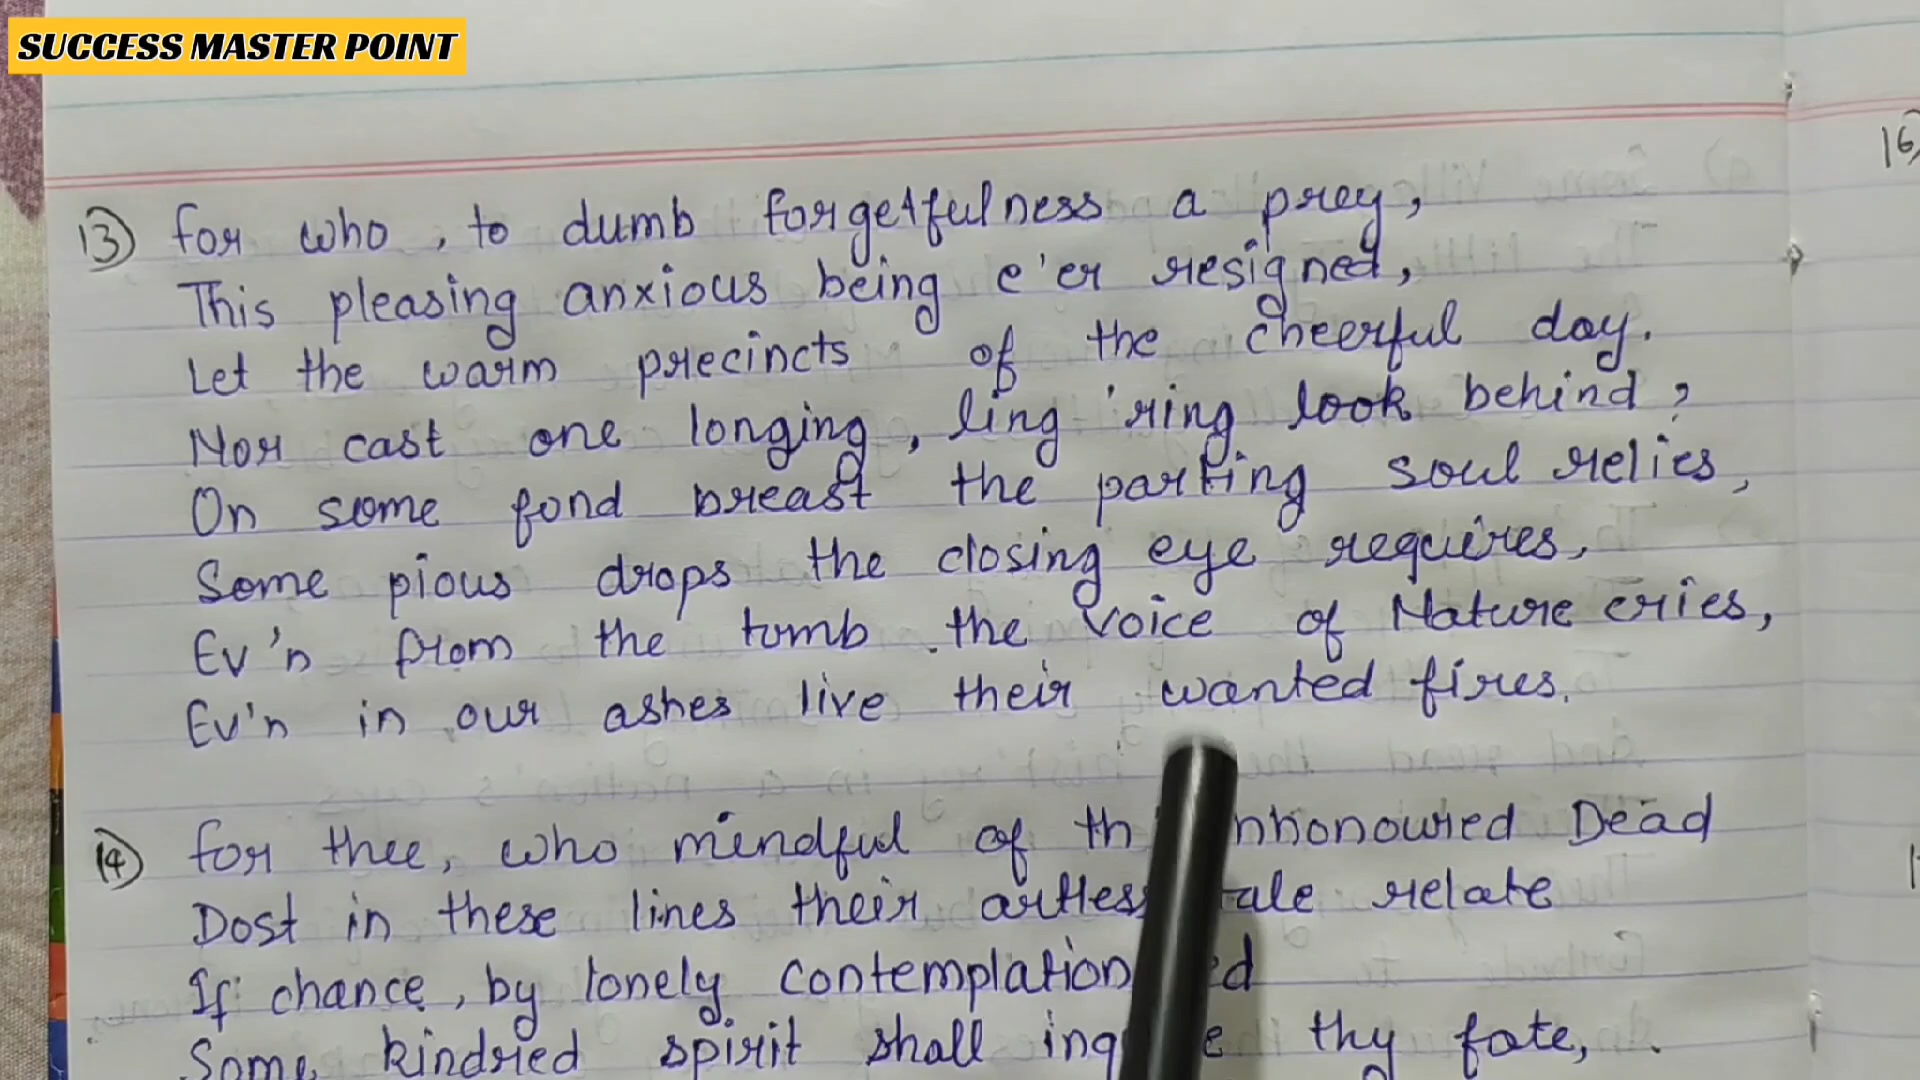 SUCCESS MASTER POINT
16
13 for who, to dumb forgetfulness a prey,
This pleasing anxious being e'er resigned,
Let the warm precincts of the cheerful day.
Nor cast one longing, ling'ring look behind?
On some fond breast the parting soul relies,
Some pious drops the closing eye requires,
Ev'n from the tomb the voice of Nature cries,
Ev'n in our ashes live their wanted fires.
14 for thee, who mindful of th nhonoured Dead
Dost in these lines their artless tale relate
If chance, by lonely contemplation ed
Some kindred spirit shall inq e thy fate,